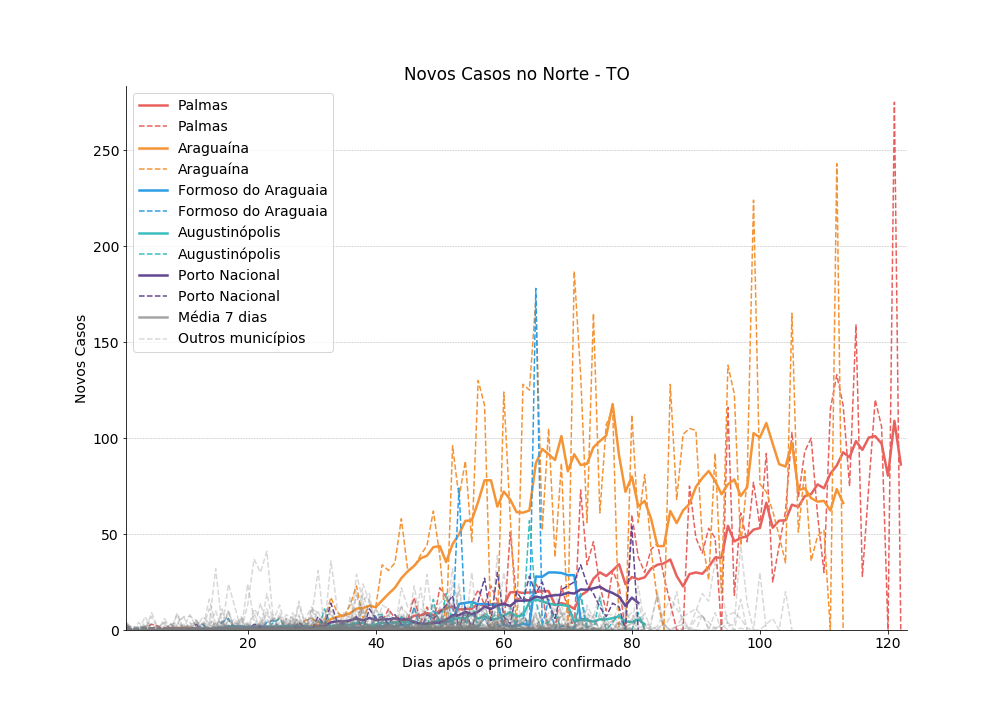 Novos Casos no Norte - TO
Palmas
Palmas
Araguaína
Araguaína
Formoso do Araguaia
Formoso do Araguaia
Augustinópolis
Augustinópolis
Porto Nacional
Porto Nacional
Média 7 dias
Outros municípios
Novos Casos
250
200
150
100
50
0
20
40
60
80
100
120
Dias após o primeiro confirmado